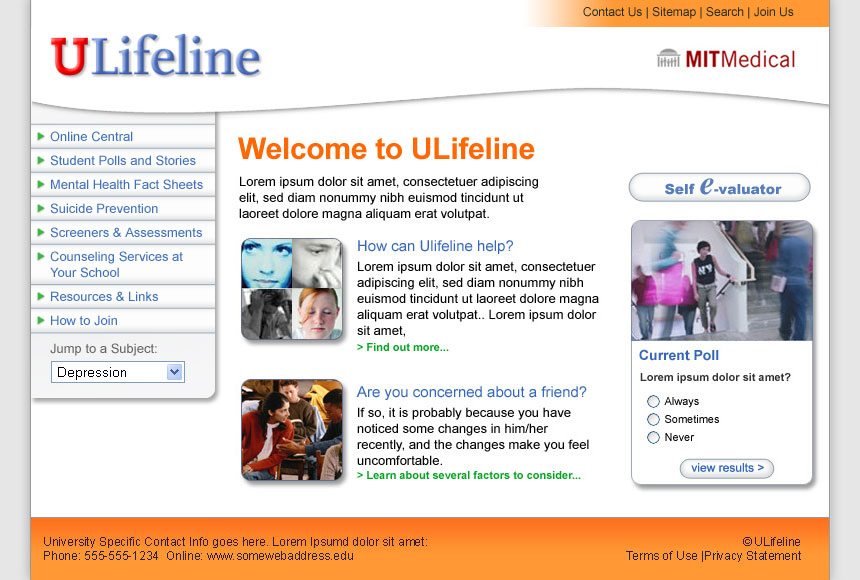 Contact Us | Sitemap | Search | Join Us
ULifeline
MITMedical
Online Central
Student Polls and Stories
Mental Health Fact Sheets
Suicide Prevention
Screeners & Assessments
Counseling Services at
Your School
Resources & Links
How to Join
Jump to a Subject:
Depression
Welcome to ULifeline
Lorem ipsum dolor sit amet, consectetuer adipiscing
elit, sed diam nonummy nibh euismod tincidunt ut
laoreet dolore magna aliquam erat volutpat.
How can Ulifeline help?
Lorem ipsum dolor sit amet, consectetuer
adipiscing elit, sed diam nonummy nibh
euismod tincidunt ut laoreet dolore magna
aliquam erat volutpat.. Lorem ipsum dolor
sit amet,
> Find out more...
Are you concerned about a friend?
If so, it is probably because you have
noticed some changes in him/her
recently, and the changes make you feel
uncomfortable.
> Learn about several factors to consider...
Self e-valuator
Current Poll
Lorem ipsum dolor sit amet?
Always
Sometimes
Never
view results >
University Specific Contact Info goes here. Lorem Ipsumd dolor sit amet:
Phone: 555-555-1234 Online: www.somewebaddress.edu
© ULifeline
Terms of Use |Privacy Statement